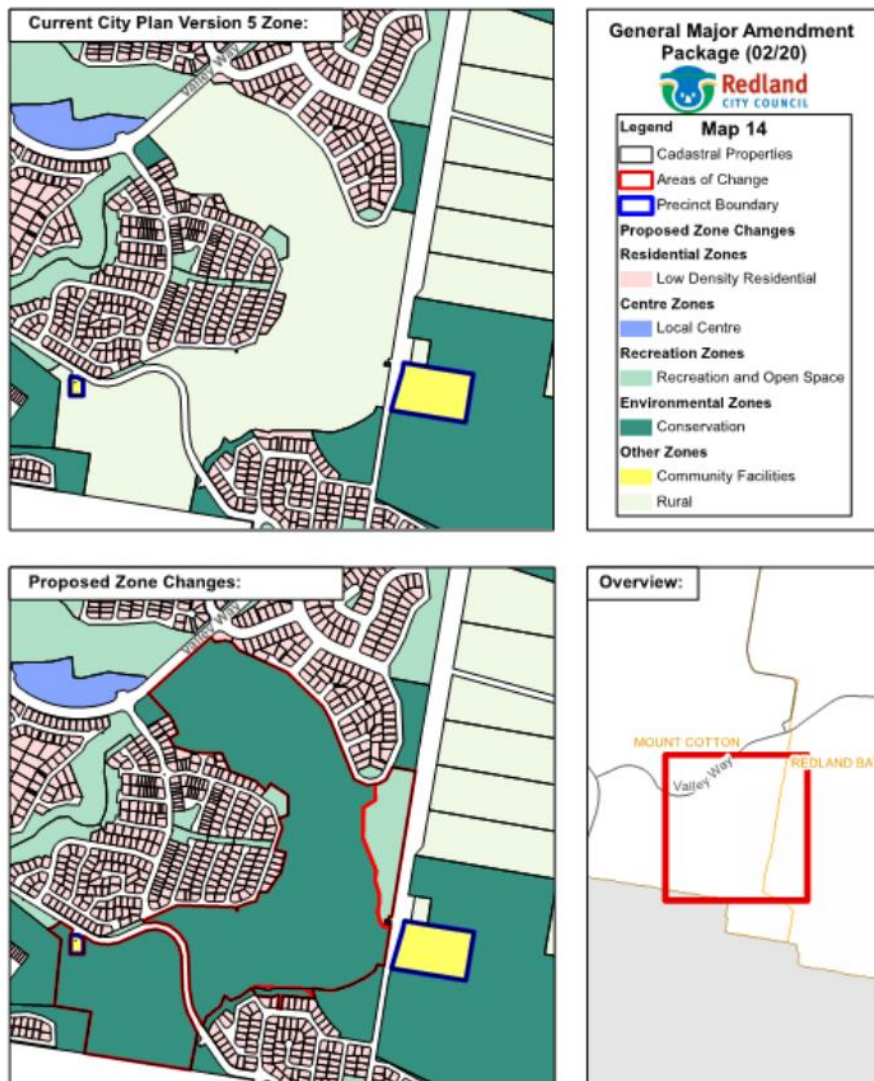 Current City Plan Version 5 Zone:
Valley Way
General Major Amendment
Package (02/20)
Redland
CITY COUNCIL
Legend Map 14
Cadastral Properties
Areas of Change
Precinct Boundary
Proposed Zone Changes
Residential Zones
Low Density Residential
Centre Zones
Local Centre
Recreation Zones
Recreation and Open Space
Environmental Zones
Conservation
Other Zones
Community Facilities
Rural
Proposed Zone Changes:
Valley Way
Overview:
MOUNT COTTON
REDLAND BA
Valley Way